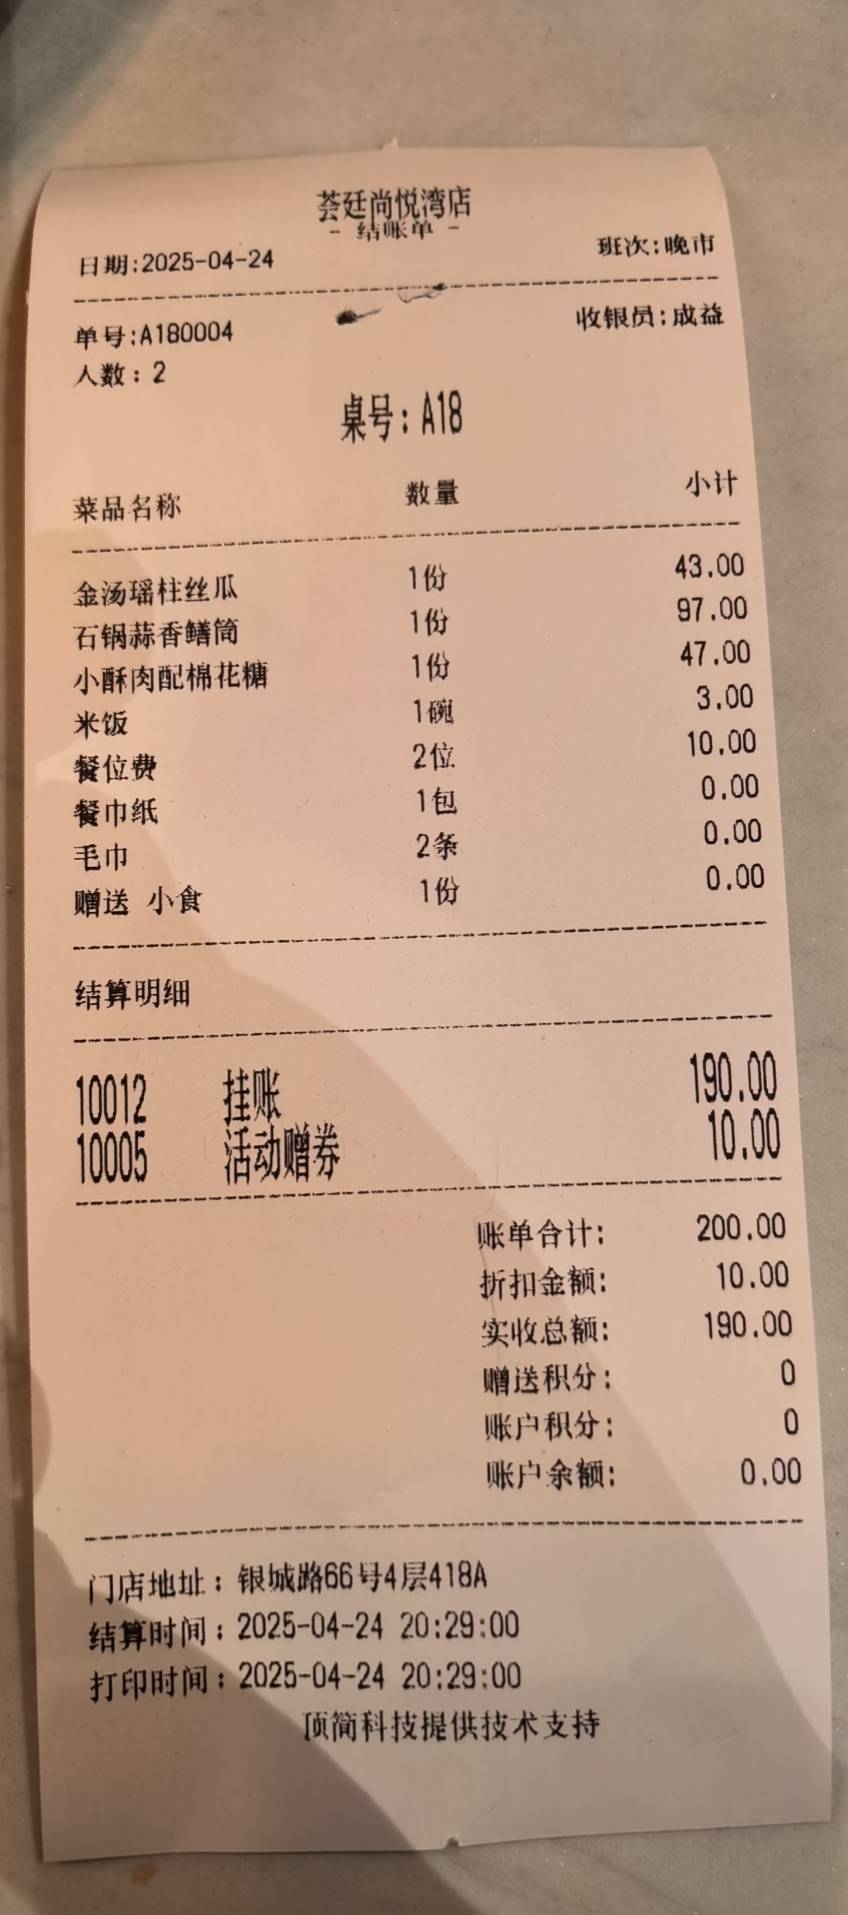 荟廷尚悦湾店
- 结账单 -
日期:2025-04-24 班次:晚市
单号:A180004 收银员:成益
人数: 2
桌号: A18
菜品名称 数量 小计
金汤瑶柱丝瓜 1份 43.00
石锅蒜香鳝筒 1份 97.00
小酥肉配棉花糖 1份 47.00
米饭 1碗 3.00
餐位费 2位 10.00
餐巾纸 1包 0.00
毛巾 2条 0.00
赠送 小食 1份 0.00
结算明细
10012 挂账 190.00
10005 活动赠券 10.00
账单合计: 200.00
折扣金额: 10.00
实收总额: 190.00
赠送积分: 0
账户积分: 0
账户余额: 0.00
门店地址: 银城路66号4层418A
结算时间: 2025-04-24 20:29:00
打印时间: 2025-04-24 20:29:00
顶简科技提供技术支持